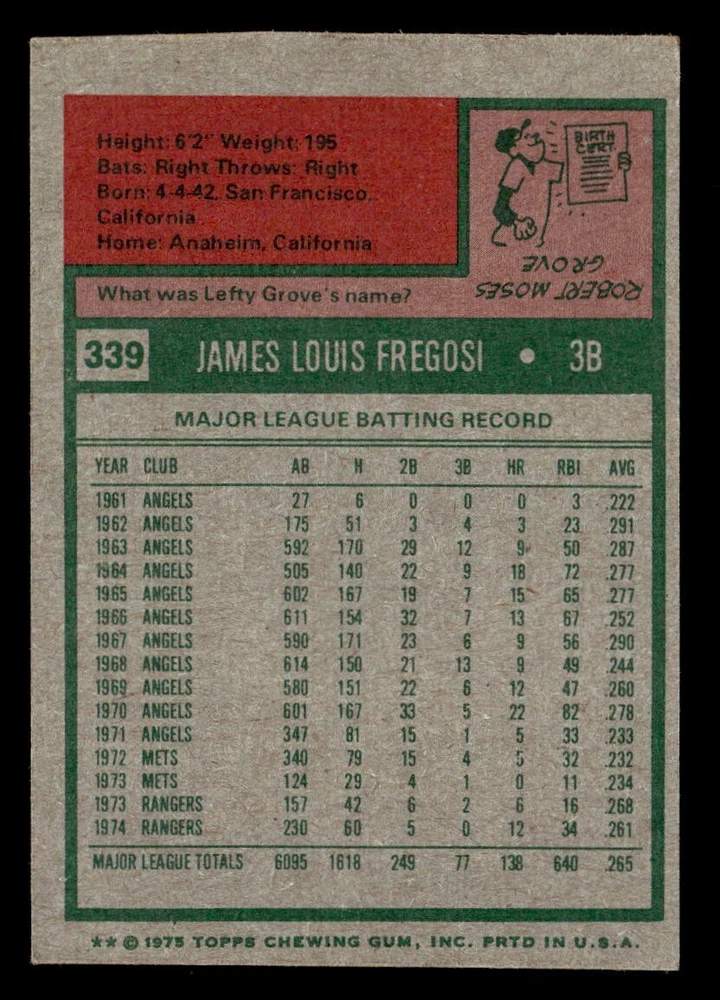 Height: 6'2" Weight: 195
Bats: Right Throws: Right
Born: 4-4-42, San Francisco,
California
Home: Anaheim, California
BIRTH
CERT.
ROBERT MOSES
GROVE
What was Lefty Grove's name?
339 JAMES LOUIS FREGOSI • 3B
MAJOR LEAGUE BATTING RECORD
YEAR CLUB AB H 2B 3B HR RBI AVG
1961 ANGELS 27 6 0 0 0 3 .222
1962 ANGELS 175 51 3 4 3 23 .291
1963 ANGELS 592 170 29 12 9 50 .287
1964 ANGELS 505 140 22 9 18 72 .277
1965 ANGELS 602 167 19 7 15 65 .277
1966 ANGELS 611 154 32 7 13 67 .252
1967 ANGELS 590 171 23 6 9 56 .290
1968 ANGELS 614 150 21 13 9 49 .244
1969 ANGELS 580 151 22 6 12 47 .260
1970 ANGELS 601 167 33 5 22 82 .278
1971 ANGELS 347 81 15 1 5 33 .233
1972 METS 340 79 15 4 5 32 .232
1973 METS 124 29 4 1 0 11 .234
1973 RANGERS 157 42 6 2 6 16 .268
1974 RANGERS 230 60 5 0 12 34 .261
MAJOR LEAGUE TOTALS 6095 1618 249 77 138 640 .265
** © 1975 TOPPS CHEWING GUM, INC. PRTD IN U.S.A.